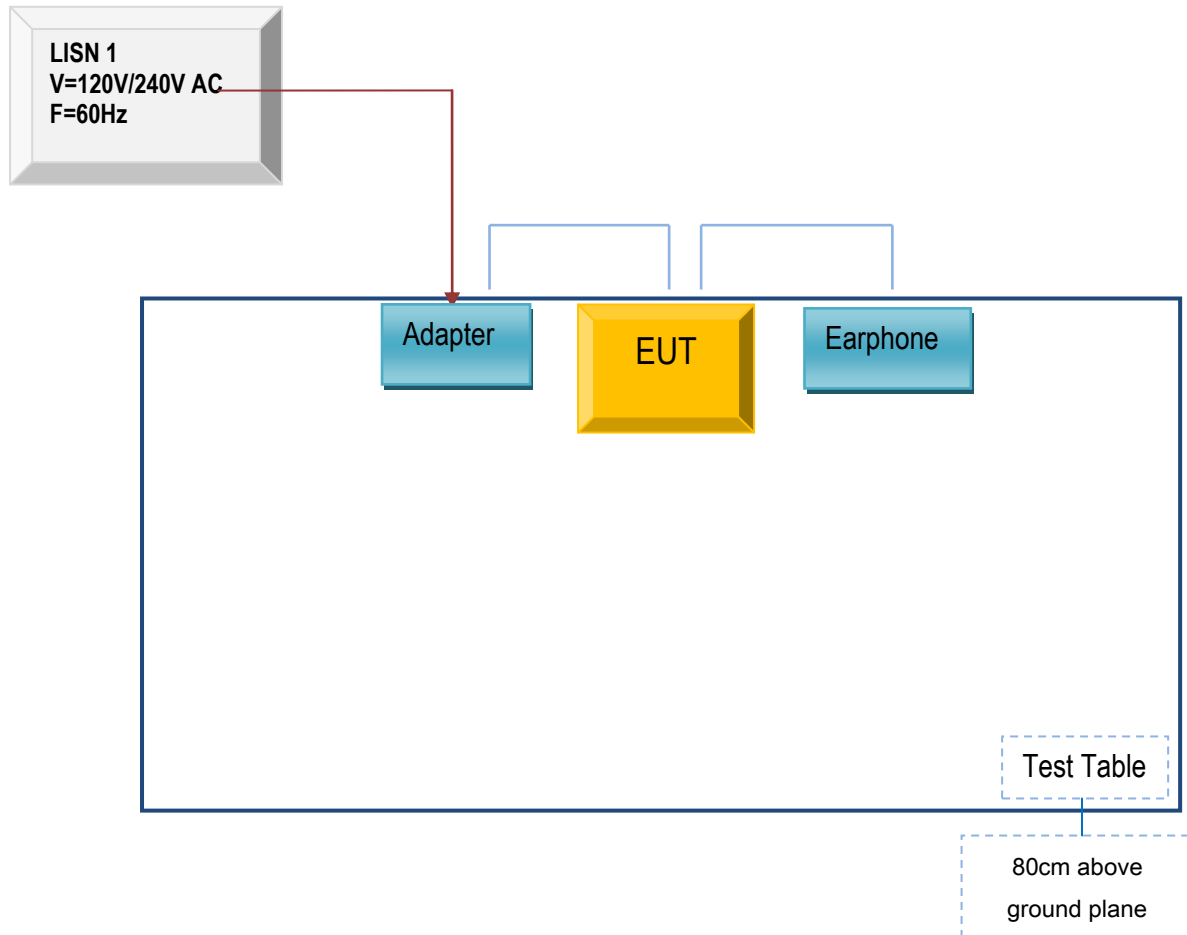 LISN 1
V=120V/240V AC
F=60Hz
Adapter
EUT
Earphone
Test Table
80cm above
ground plane